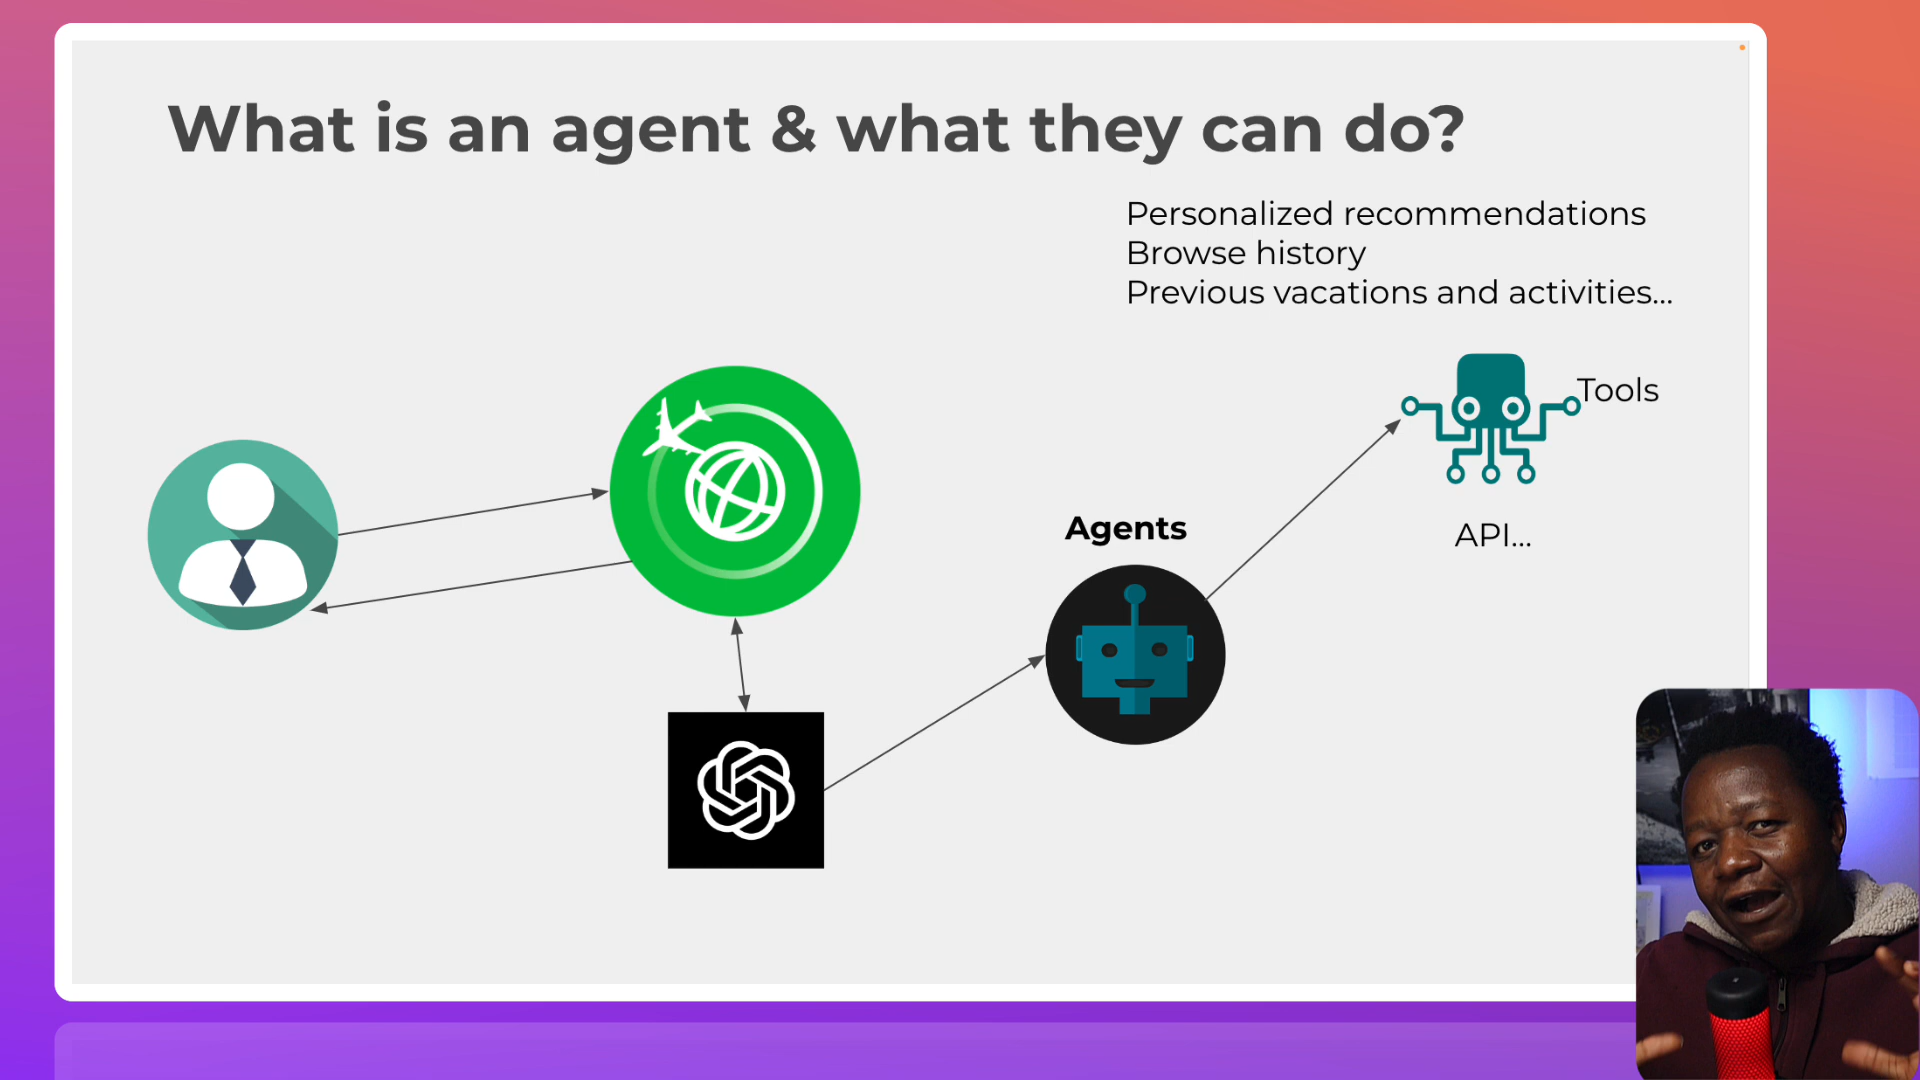 What is an agent & what they can do?
Personalized recommendations
Browse history
Previous vacations and activities...
Tools
API...
Agents